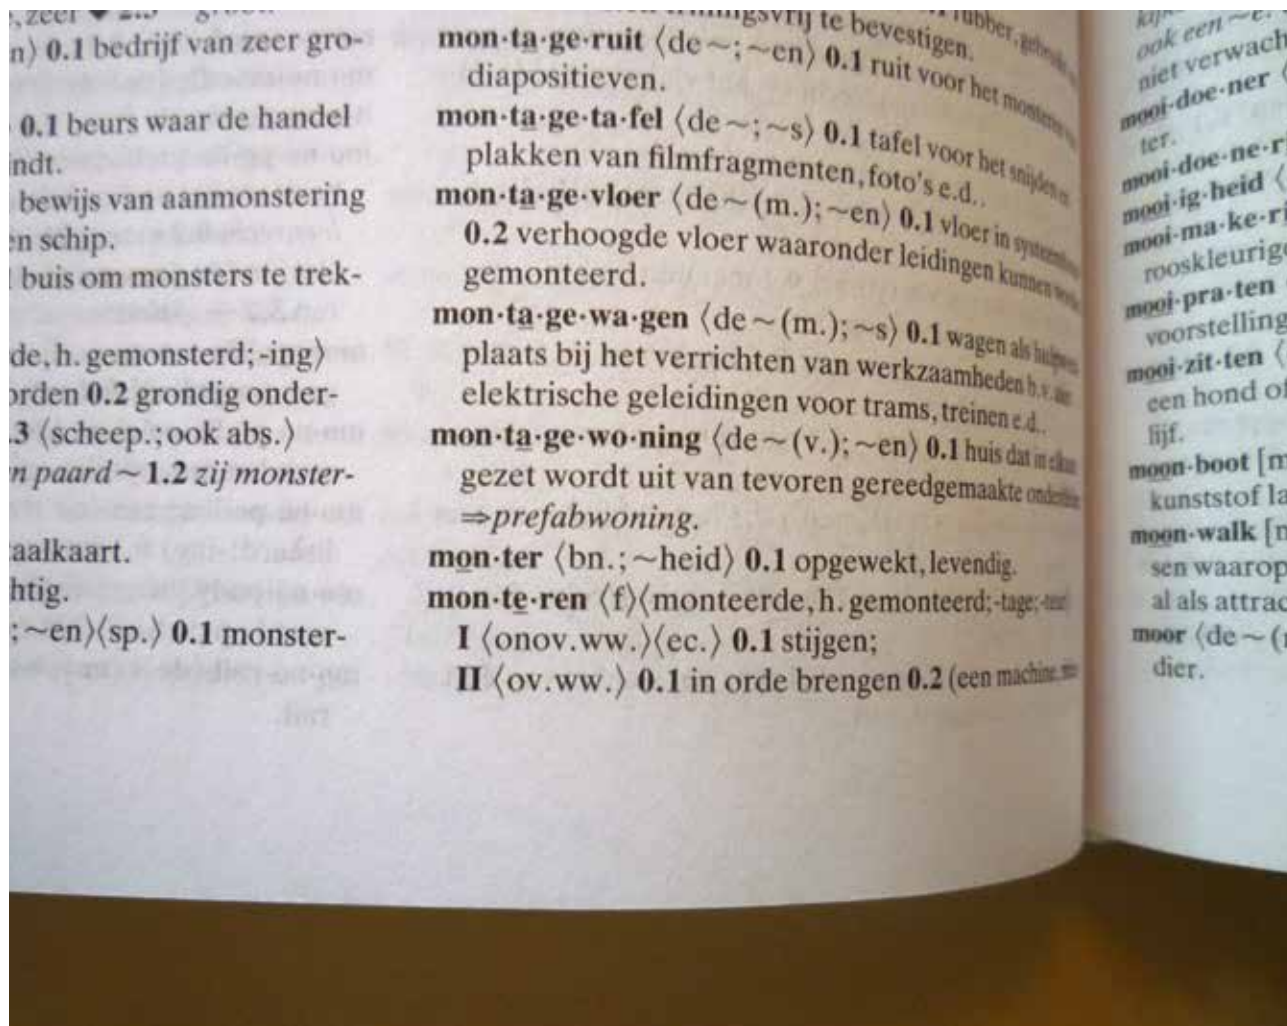 n⟩ 0.1 bedrijf van zeer gro-
0.1 beurs waar de handel
ndt.
bewijs van aanmonstering
en schip.
buis om monsters te trek-
de, h. gemonsterd; -ing⟩
orden 0.2 grondig onder-
.3 ⟨scheep.; ook abs.⟩
n paard ~ 1.2 zij monster-
aalkaart.
htig.
; ~en⟩⟨sp.⟩ 0.1 monster-
te bevestigen.
mon·ta·ge·ruit ⟨de ~; ~en⟩ 0.1 ruit voor het monteren
diapositieven.
mon·ta·ge·ta·fel ⟨de ~; ~s⟩ 0.1 tafel voor het snijden en
plakken van filmfragmenten, foto's e.d..
mon·ta·ge·vloer ⟨de ~ (m.); ~en⟩ 0.1 vloer in
0.2 verhoogde vloer waaronder leidingen kunnen
gemonteerd.
mon·ta·ge·wa·gen ⟨de ~ (m.); ~s⟩ 0.1 wagen als
plaats bij het verrichten van werkzaamheden b.v. aan
elektrische geleidingen voor trams, treinen e.d..
mon·ta·ge·wo·ning ⟨de ~ (v.); ~en⟩ 0.1 huis dat in elkaar
gezet wordt uit van tevoren gereedgemaakte onderdelen
⇒prefabwoning.
mon·ter ⟨bn.; ~heid⟩ 0.1 opgewekt, levendig.
mon·te·ren ⟨f⟩⟨monteerde, h. gemonteerd; -tage;
I ⟨onov.ww.⟩⟨ec.⟩ 0.1 stijgen;
II ⟨ov.ww.⟩ 0.1 in orde brengen 0.2 (een machine,
ook een ~e.
niet verwach
mooi·doe·ner ⟨
ter.
mooi·doe·ne·r
mooi·ig·heid ⟨
mooi·ma·ke·r
rooskleurige
mooi·pra·ten
voorstelling
mooi·zit·ten ⟨
een hond o
lijf.
moon·boot [m
kunststof la
moon·walk [m
sen waarop
al als attrac
moor ⟨de ~ (
dier.